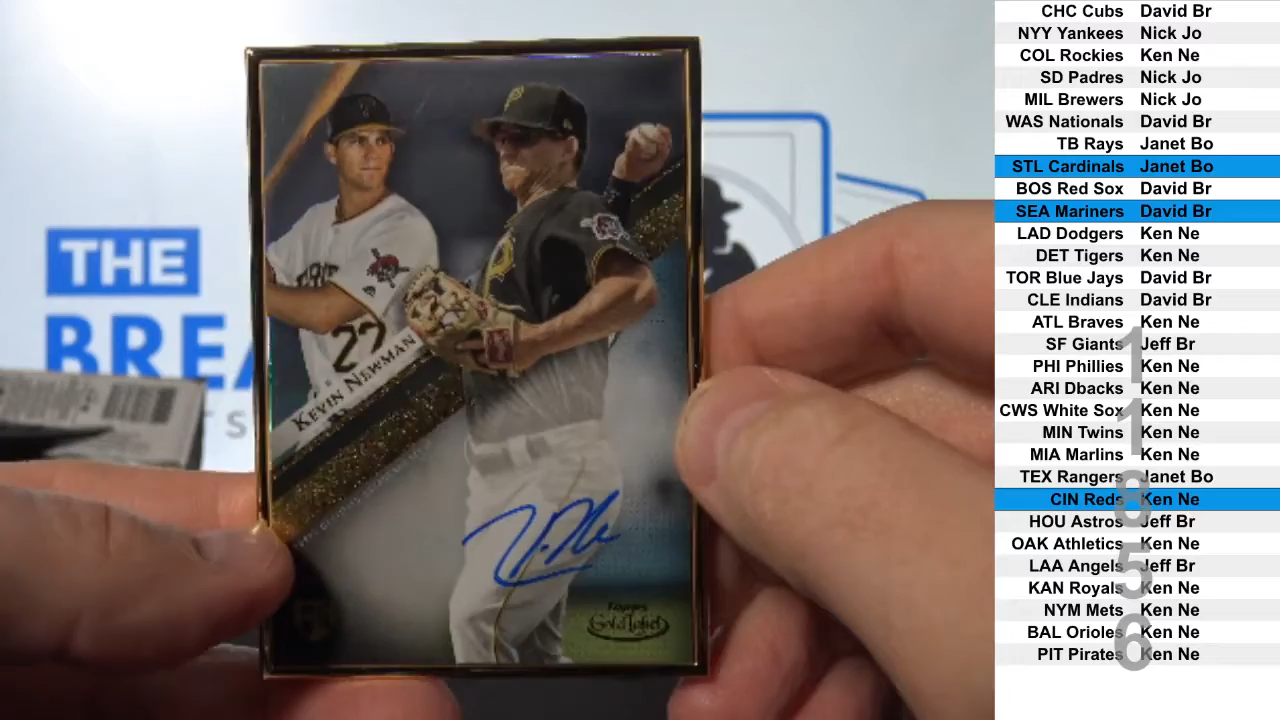 THE
BREA
TS
27
KEVIN NEWMAN
TOPPS
Gold Label
CHC Cubs David Br
NYY Yankees Nick Jo
COL Rockies Ken Ne
SD Padres Nick Jo
MIL Brewers Nick Jo
WAS Nationals David Br
TB Rays Janet Bo
STL Cardinals Janet Bo
BOS Red Sox David Br
SEA Mariners David Br
LAD Dodgers Ken Ne
DET Tigers Ken Ne
TOR Blue Jays David Br
CLE Indians David Br
ATL Braves Ken Ne
SF Giants Jeff Br
PHI Phillies Ken Ne
ARI Dbacks Ken Ne
CWS White Sox Ken Ne
MIN Twins Ken Ne
MIA Marlins Ken Ne
TEX Rangers Janet Bo
CIN Reds Ken Ne
HOU Astros Jeff Br
OAK Athletics Ken Ne
LAA Angels Jeff Br
KAN Royals Ken Ne
NYM Mets Ken Ne
BAL Orioles Ken Ne
PIT Pirates Ken Ne
1
1
8
5
6